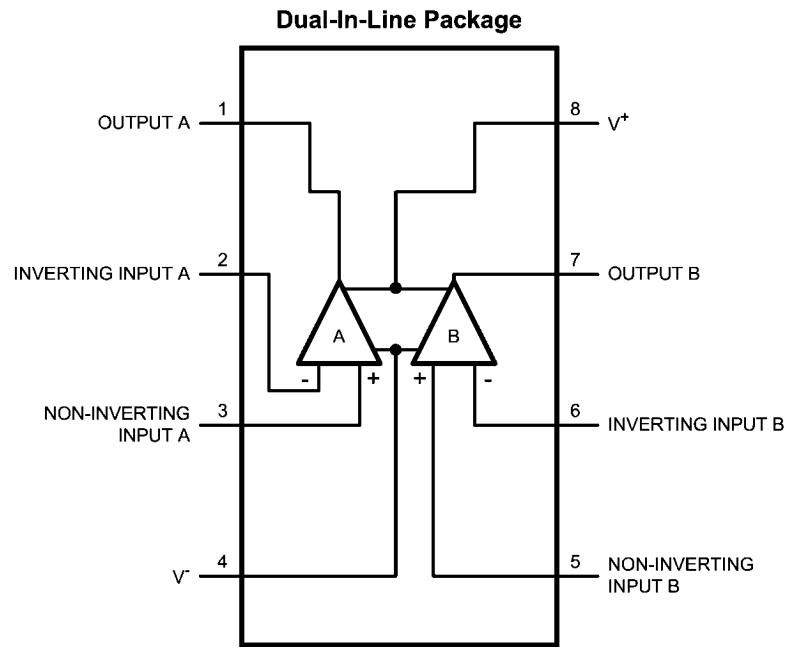 Dual-In-Line Package
1
OUTPUT A
8
V+
2
INVERTING INPUT A
7
OUTPUT B
A
B
- + + -
3
NON-INVERTING
INPUT A
6
INVERTING INPUT B
4
V-
5
NON-INVERTING
INPUT B